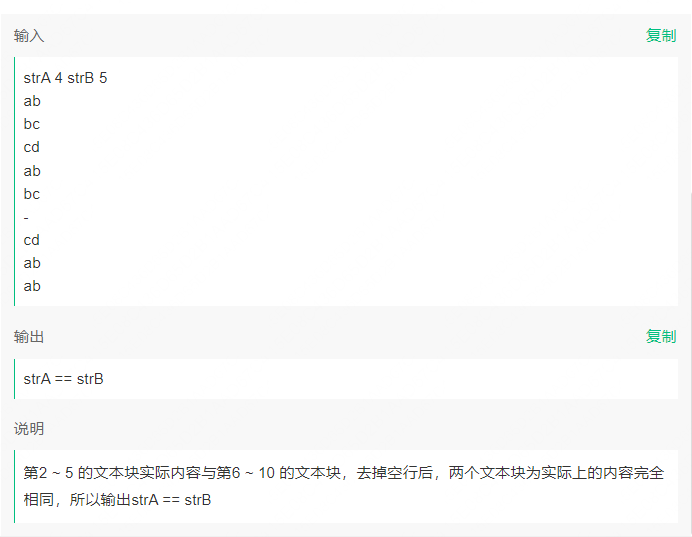 输入 复制
strA 4 strB 5
ab
bc
cd
ab
bc
-
cd
ab
ab
输出 复制
strA == strB
说明
第2 ~ 5 的文本块实际内容与第6 ~ 10 的文本块，去掉空行后，两个文本块为实际上的内容完全
相同，所以输出strA == strB